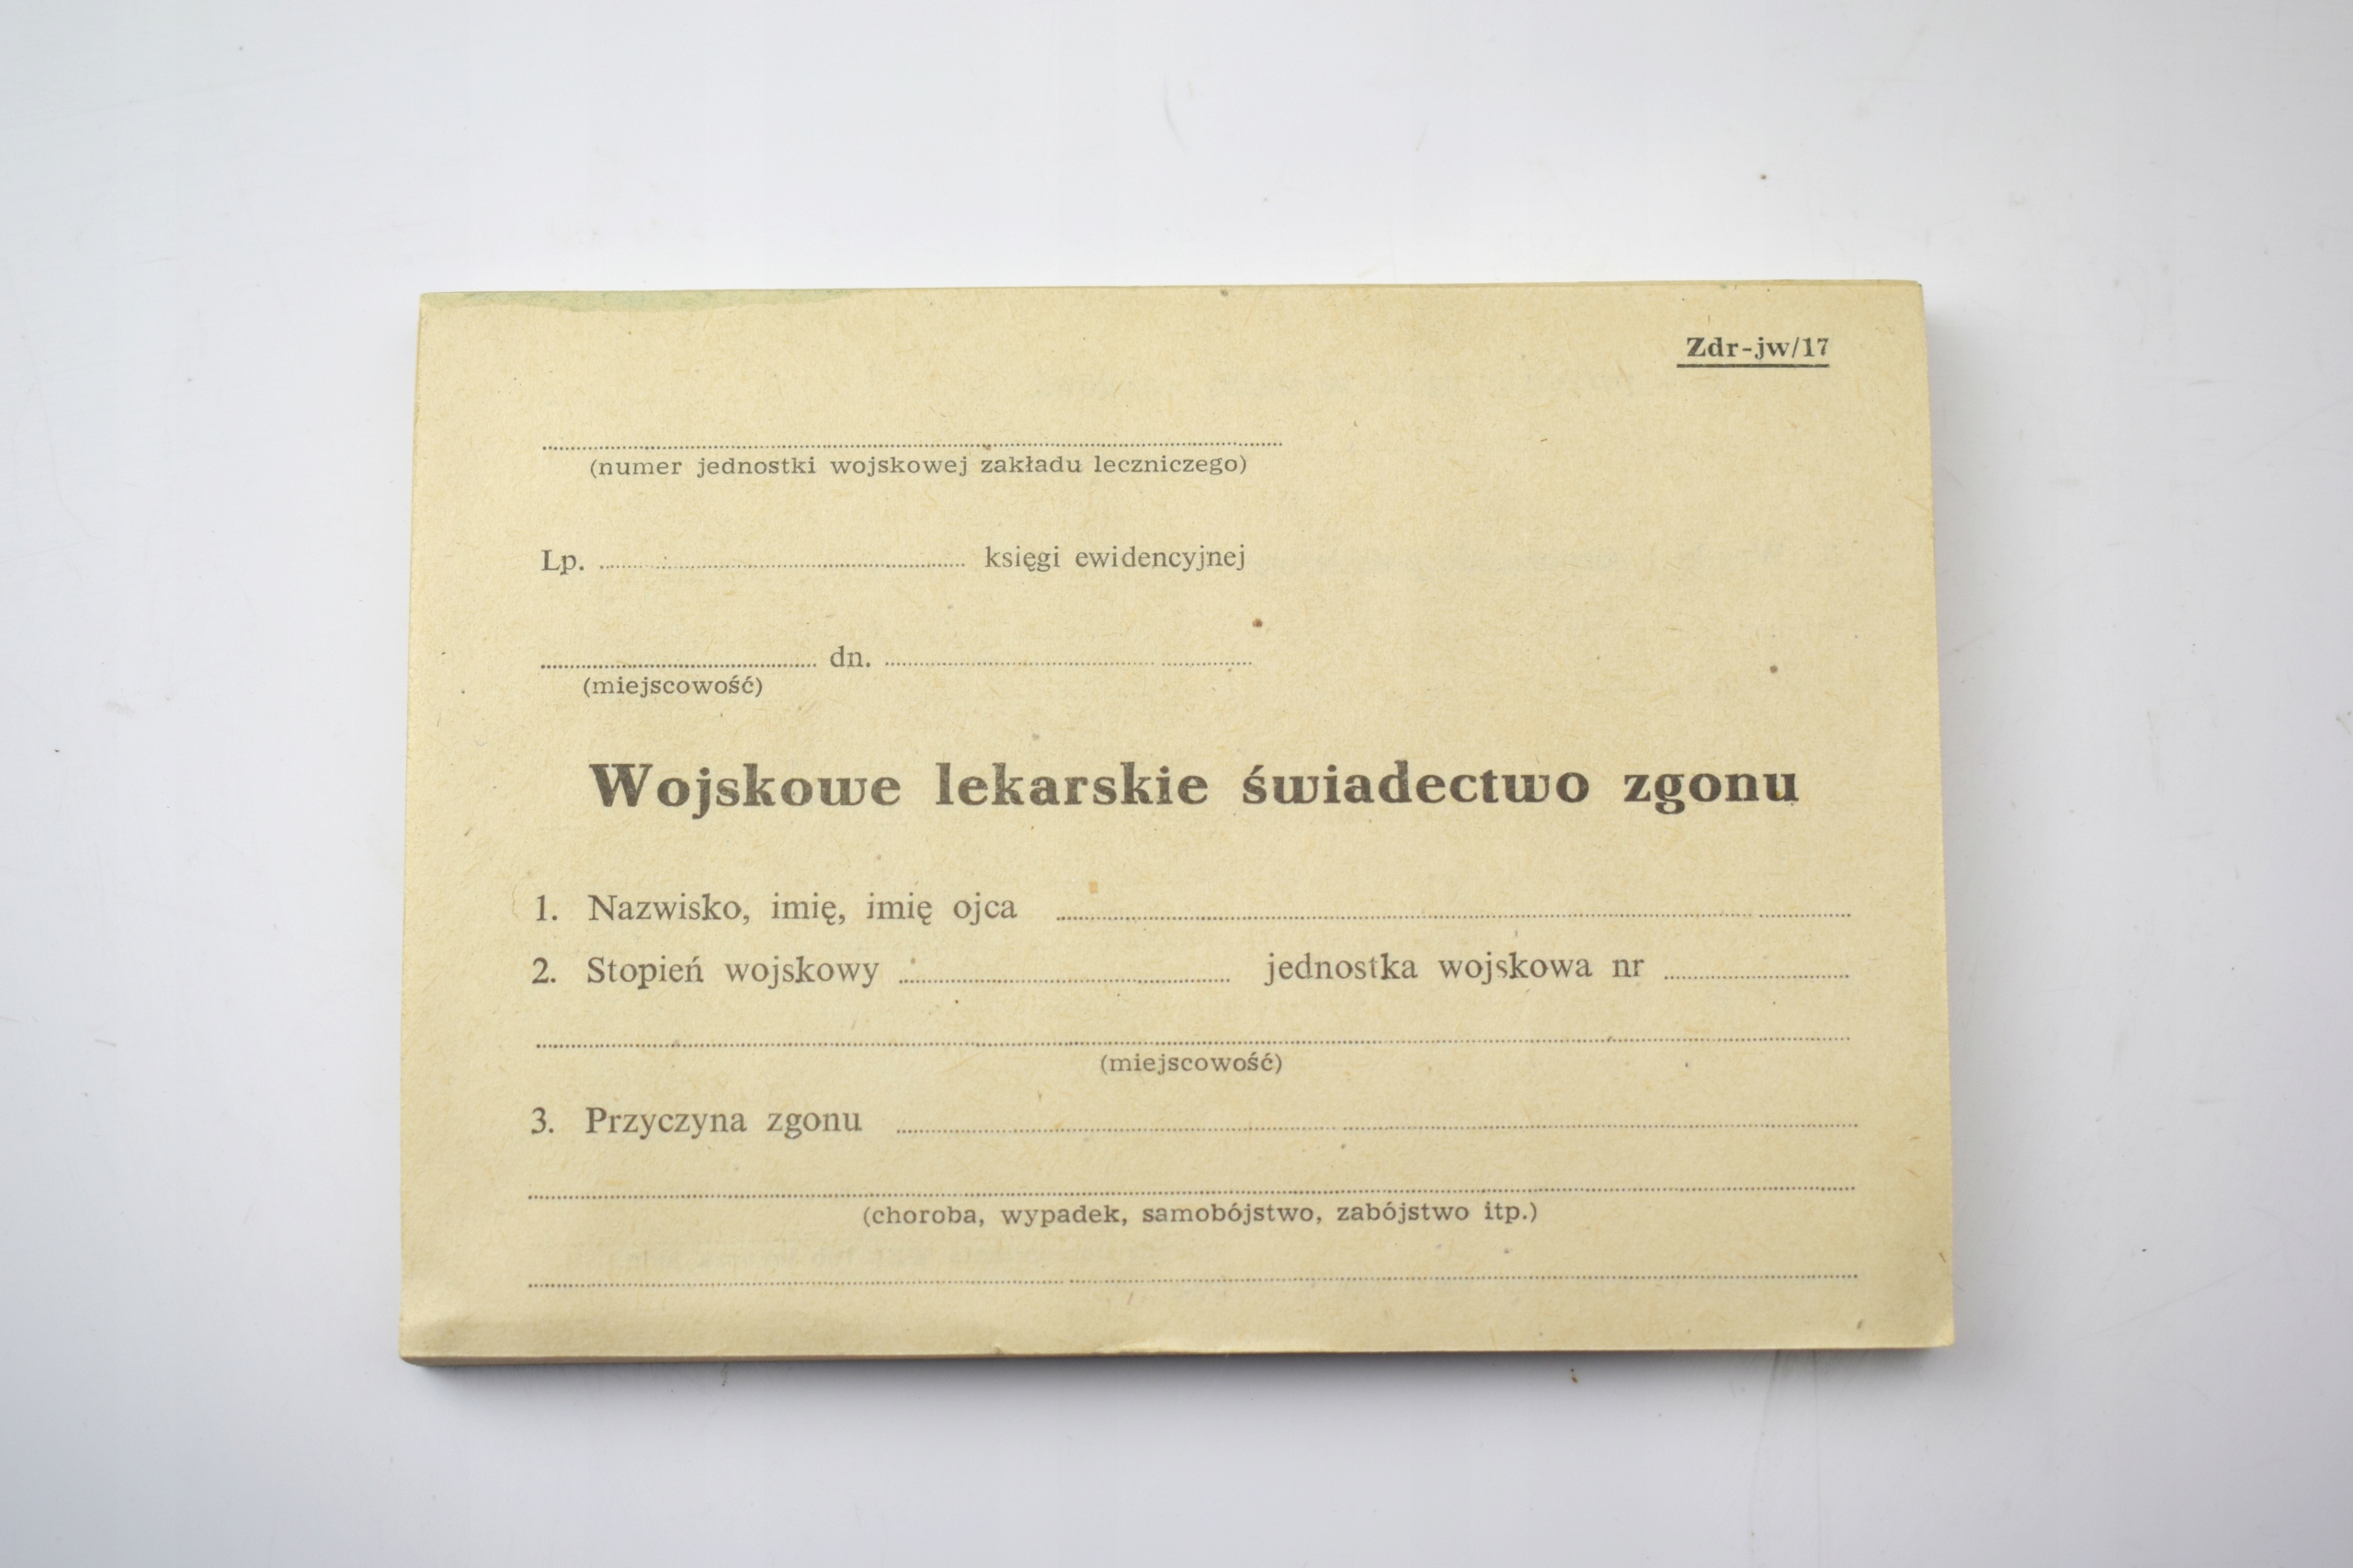 Zdr-jw/17
(numer jednostki wojskowej zakładu leczniczego)
Lp. ........................ księgi ewidencyjnej
........................ dn. ........................
(miejscowość)
Wojskowe lekarskie świadectwo zgonu
1. Nazwisko, imię, imię ojca ........................
2. Stopień wojskowy ........................ jednostka wojskowa nr ............
(miejscowość)
3. Przyczyna zgonu ........................
(choroba, wypadek, samobójstwo, zabójstwo itp.)